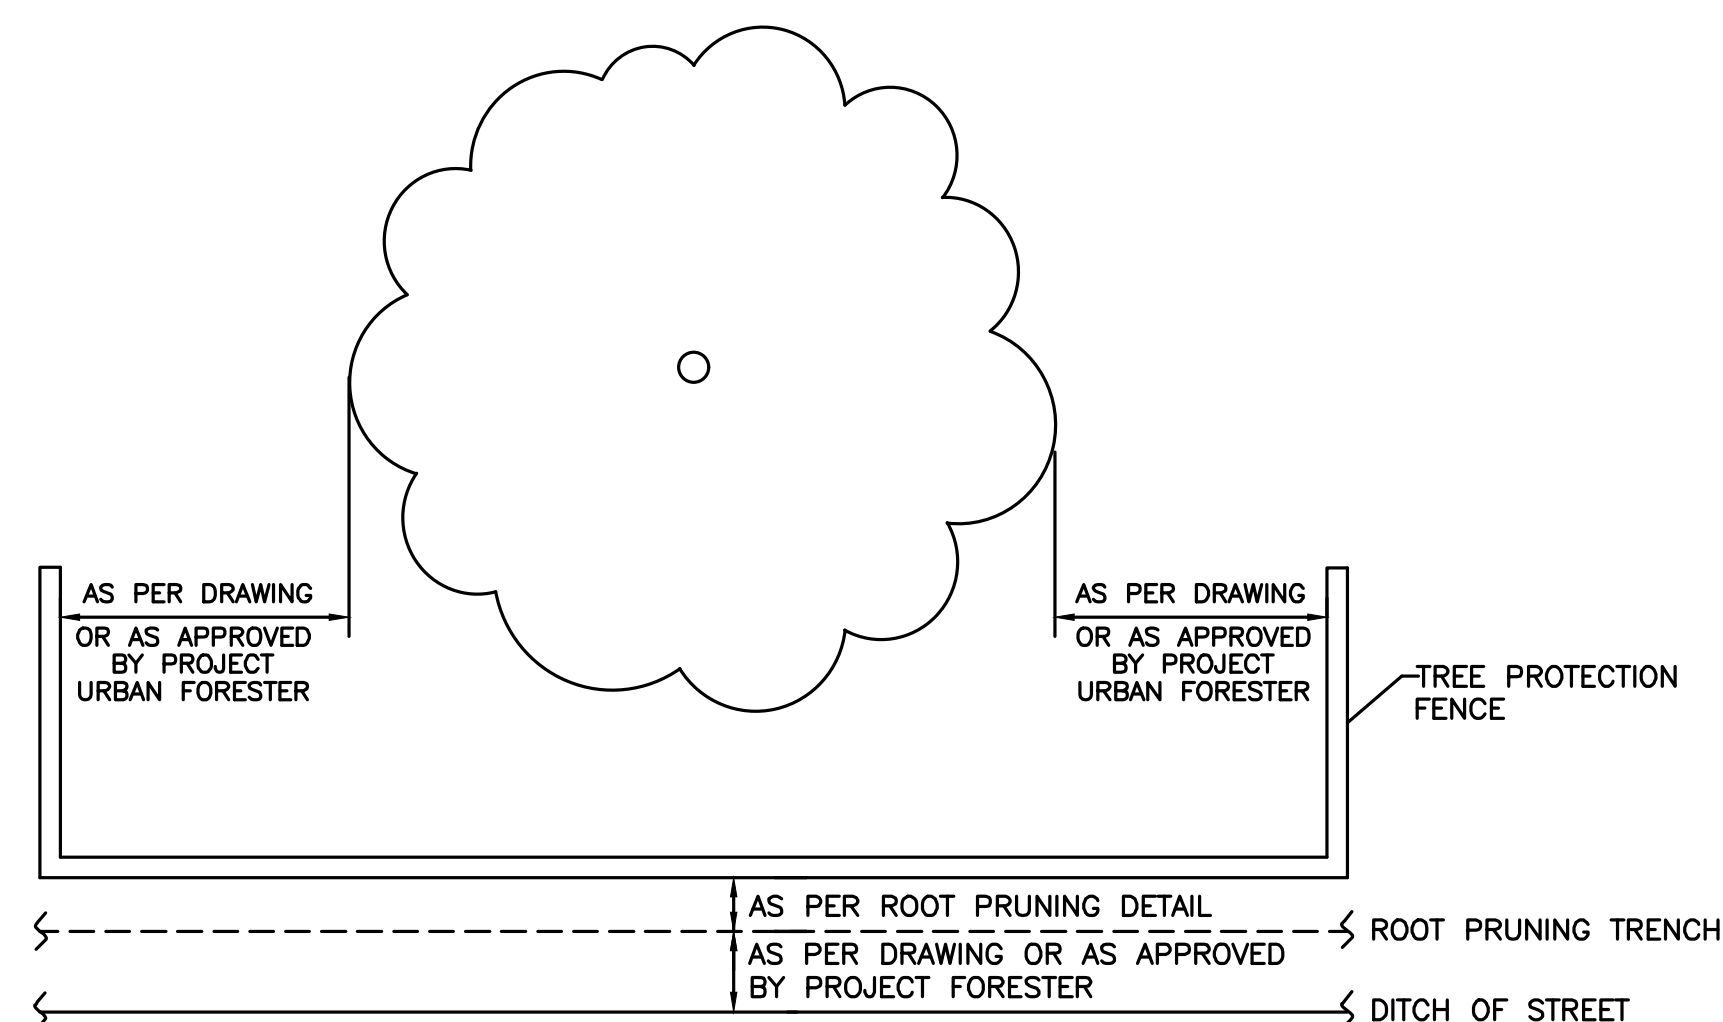 AS PER DRAWING
OR AS APPROVED
BY PROJECT
URBAN FORESTER
AS PER DRAWING
OR AS APPROVED
BY PROJECT
URBAN FORESTER
TREE PROTECTION
FENCE
AS PER ROOT PRUNING DETAIL
ROOT PRUNING TRENCH
AS PER DRAWING OR AS APPROVED
BY PROJECT FORESTER
DITCH OF STREET